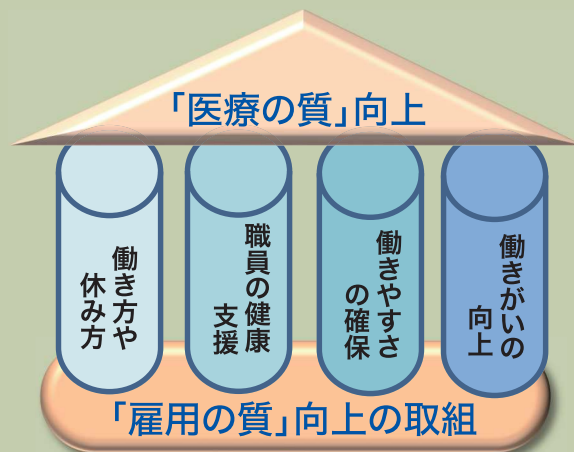 「医療の質」向上
働き方や
休み方
職員の健康
支援
働きやすさ
の確保
働きがいの
向上
「雇用の質」向上の取組